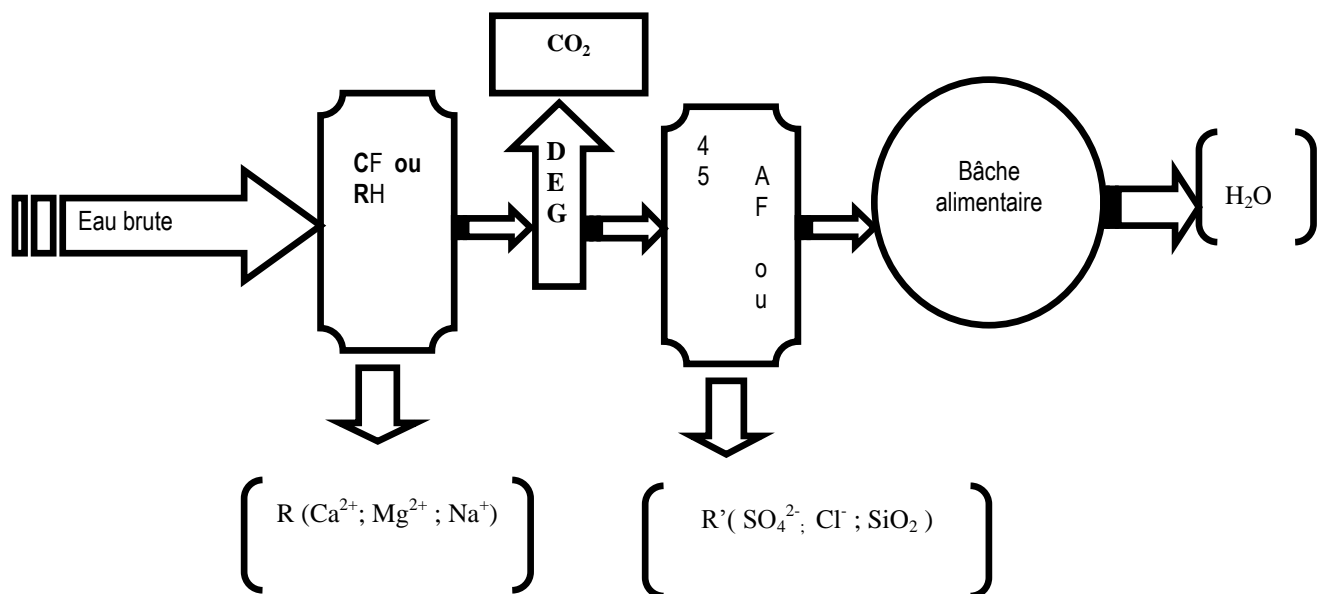 CO₂
D
E
G
CF ou
RH
4
5
A
F
o
u
Bâche
alimentaire
H₂O
Eau brute
R (Ca²⁺; Mg²⁺ ; Na⁺)
R’( SO₄²⁻; Cl⁻ ; SiO₂ )